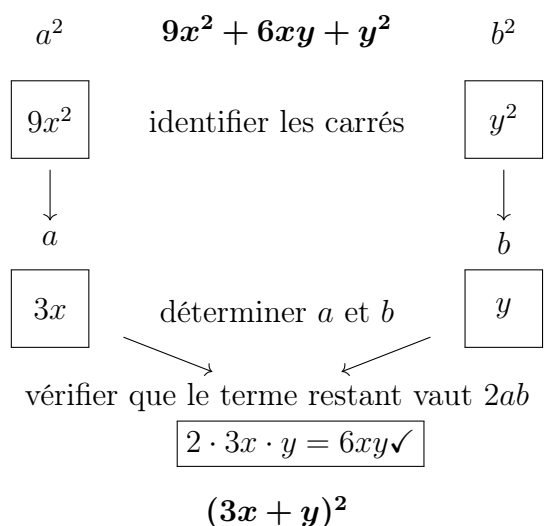 a² 9x² + 6xy + y² b²
9x² identifier les carrés y²
a b
3x déterminer a et b y
vérifier que le terme restant vaut 2ab
2 · 3x · y = 6xy✓
(3x + y)²